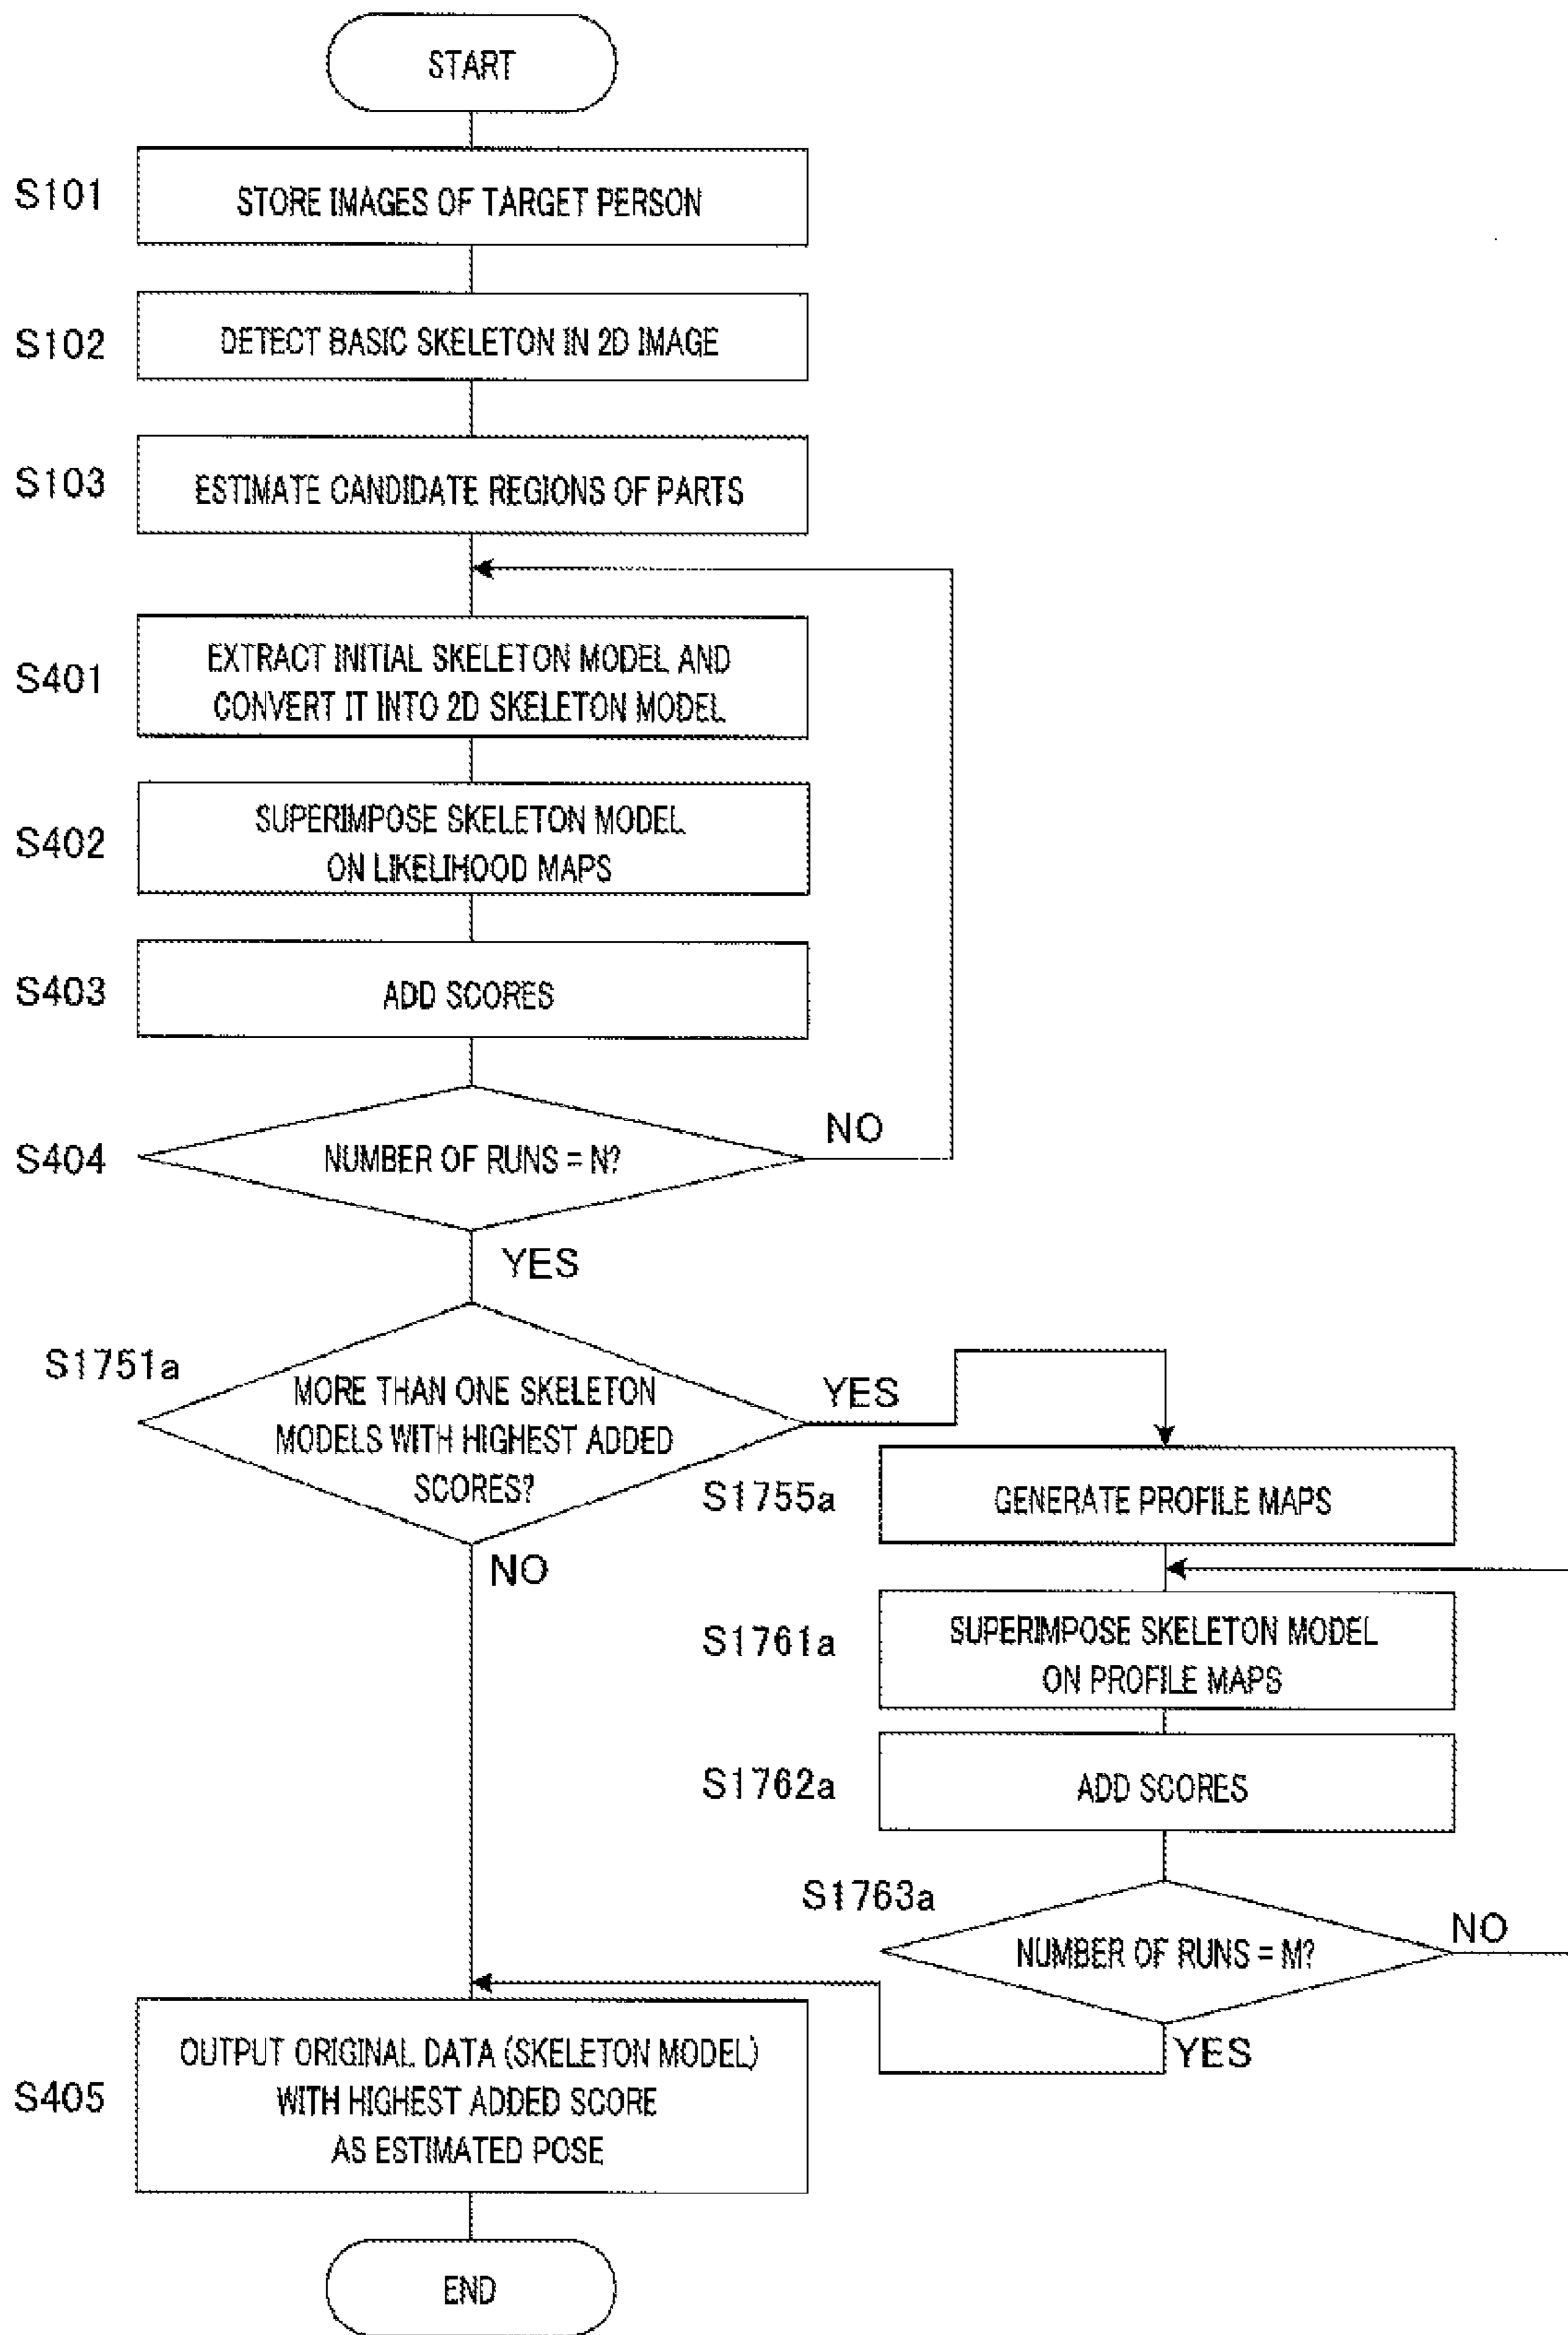 START
S101
STORE IMAGES OF TARGET PERSON
S102
DETECT BASIC SKELETON IN 2D IMAGE
S103
ESTIMATE CANDIDATE REGIONS OF PARTS
S401
EXTRACT INITIAL SKELETON MODEL AND
CONVERT IT INTO 2D SKELETON MODEL
S402
SUPERIMPOSE SKELETON MODEL
ON LIKELIHOOD MAPS
S403
ADD SCORES
S404
NUMBER OF RUNS = N?
NO
YES
S1751a
MORE THAN ONE SKELETON
MODELS WITH HIGHEST ADDED
SCORES?
YES
NO
S1755a
GENERATE PROFILE MAPS
S1761a
SUPERIMPOSE SKELETON MODEL
ON PROFILE MAPS
S1762a
ADD SCORES
S1763a
NUMBER OF RUNS = M?
NO
YES
S405
OUTPUT ORIGINAL DATA (SKELETON MODEL)
WITH HIGHEST ADDED SCORE
AS ESTIMATED POSE
END